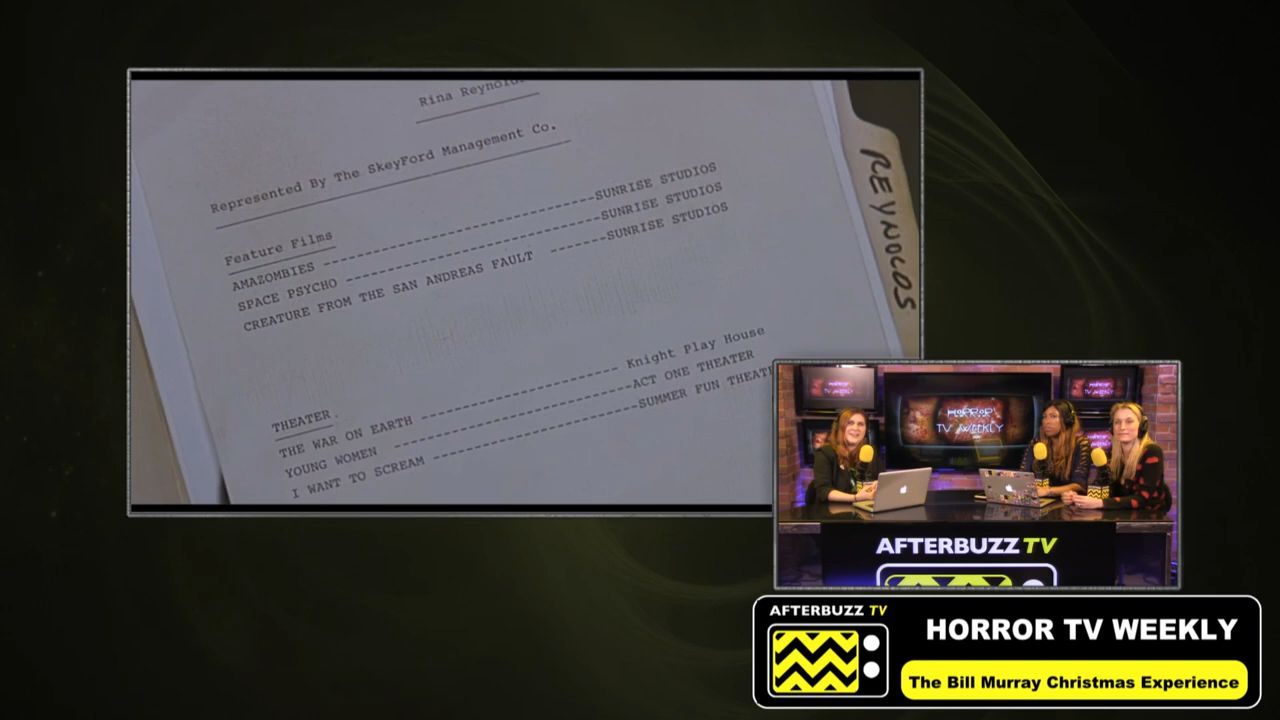 Rina Reynolds
Represented By The SkeyFord Management Co.
Feature Films
AMAZOMBIES --------------------------------SUNRISE STUDIOS
SPACE PSYCHO ------------------------------SUNRISE STUDIOS
CREATURE FROM THE SAN ANDREAS FAULT -------SUNRISE STUDIOS
THEATER.
THE WAR ON EARTH ------------------------ Knight Play House
YOUNG WOMEN ------------------------------ACT ONE THEATER
I WANT TO SCREAM -------------------------SUMMER FUN
REYNOLDS
HORROR TV WEEKLY
AFTERBUZZ TV
AFTERBUZZ TV
HORROR TV WEEKLY
The Bill Murray Christmas Experience